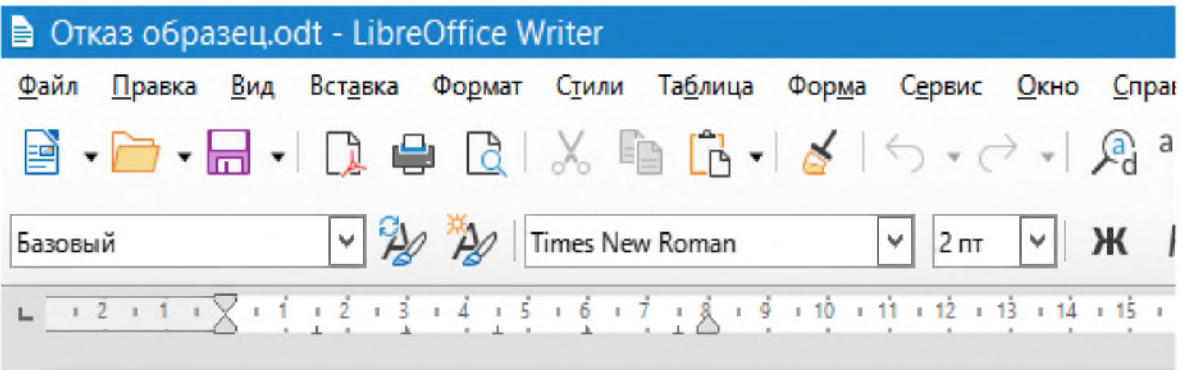 Отказ образец.odt - LibreOffice Writer
Файл Правка Вид Вставка Формат Стили Таблица Форма Сервис Окно
Базовый Times New Roman 2 пт Ж
2 1 1 2 3 4 5 6 7 8 9 10 11 12 13 14 15